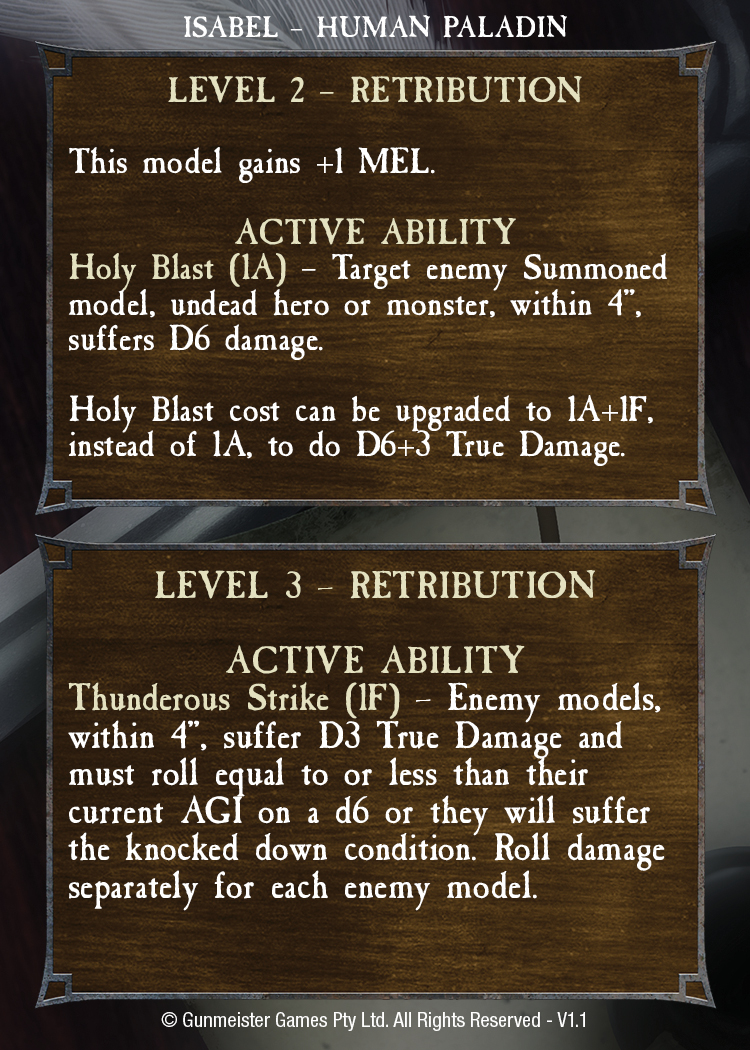 ISABEL – HUMAN PALADIN
LEVEL 2 – RETRIBUTION
This model gains +1 MEL.
ACTIVE ABILITY
Holy Blast (1A) – Target enemy Summoned
model, undead hero or monster, within 4”,
suffers D6 damage.
Holy Blast cost can be upgraded to 1A+1F,
instead of 1A, to do D6+3 True Damage.
LEVEL 3 – RETRIBUTION
ACTIVE ABILITY
Thunderous Strike (1F) – Enemy models,
within 4”, suffer D3 True Damage and
must roll equal to or less than their
current AGI on a d6 or they will suffer
the knocked down condition. Roll damage
separately for each enemy model.
© Gunmeister Games Pty Ltd. All Rights Reserved - V1.1